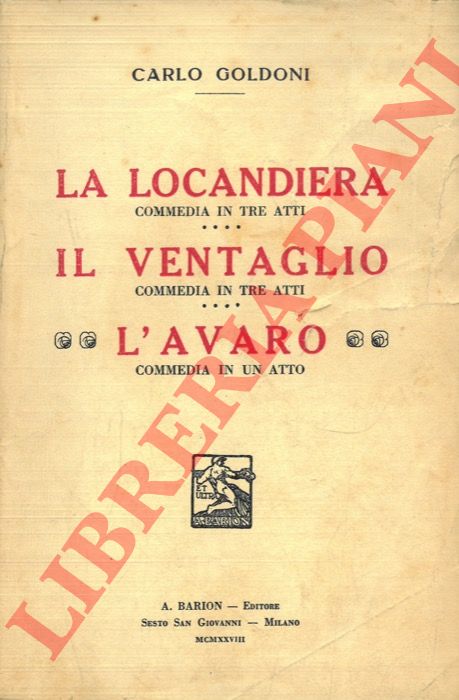 CARLO GOLDONI
LA LOCANDIERA
COMMEDIA IN TRE ATTI
IL VENTAGLIO
COMMEDIA IN TRE ATTI
L'AVARO
COMMEDIA IN UN ATTO
ET
ULTRA
A. BARION
A. BARION — EDITORE
SESTO SAN GIOVANNI — MILANO
MCMXXVIII
LIBRERIA PIANI